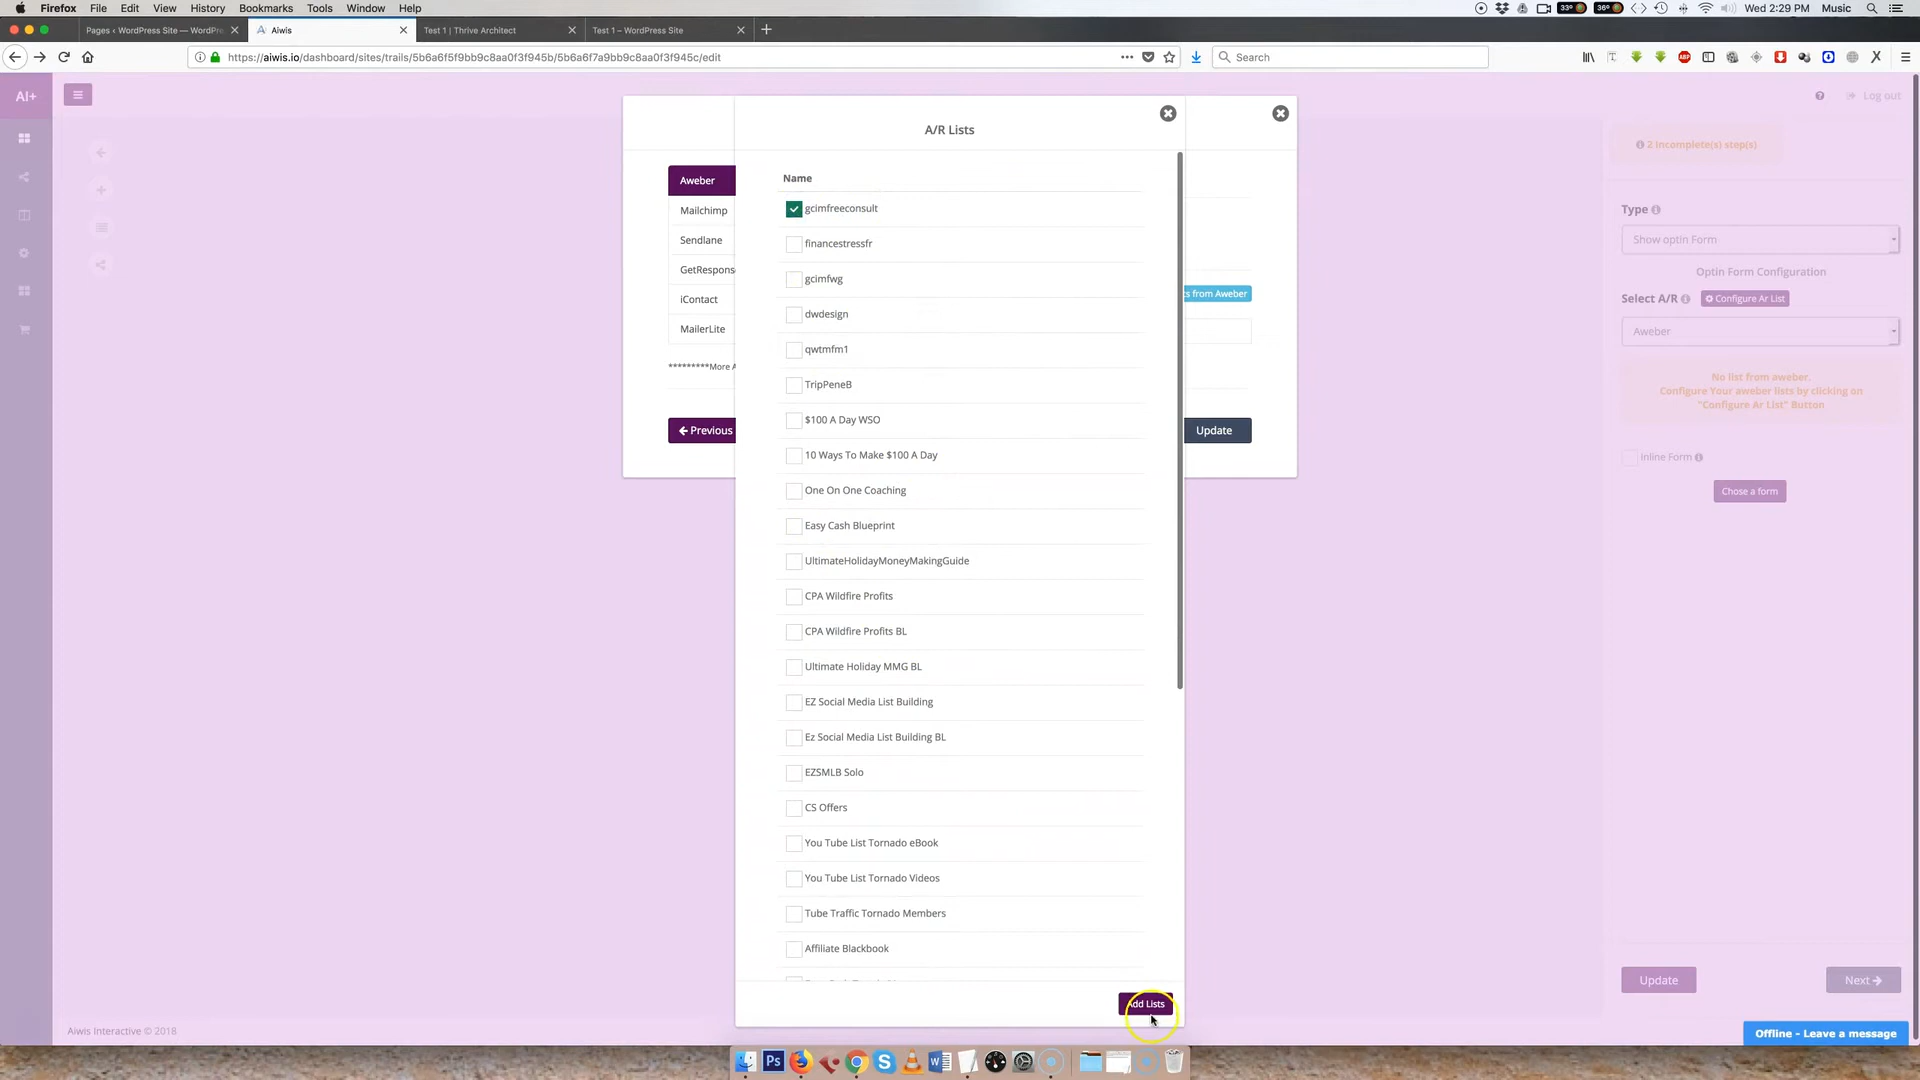 Firefox File Edit View History Bookmarks Tools Window Help
33° 36° Wed 2:29 PM Music
Pages ‹ WordPress Site — WordPre
Aiwis
Test 1 | Thrive Architect
Test 1 – WordPress Site
https://aiwis.io/dashboard/sites/trails/5b6a6f5f9bb9c8aa0f3f945b/5b6a6f7a9bb9c8aa0f3f945c/edit
Search
AI+
Log out
A/R Lists
2 Incomplete(s) step(s)
Name
Aweber
Mailchimp
Sendlane
GetRespons
iContact
MailerLite
*********More A
Previous
gcimfreeconsult
financestressfr
gcimfwg
dwdesign
qwtmfm1
TripPeneB
$100 A Day WSO
10 Ways To Make $100 A Day
One On One Coaching
Easy Cash Blueprint
UltimateHolidayMoneyMakingGuide
CPA Wildfire Profits
CPA Wildfire Profits BL
Ultimate Holiday MMG BL
EZ Social Media List Building
Ez Social Media List Building BL
EZSMLB Solo
CS Offers
You Tube List Tornado eBook
You Tube List Tornado Videos
Tube Traffic Tornado Members
Affiliate Blackbook
Add Lists
from Aweber
Update
Type
Show optin Form
Optin Form Configuration
Select A/R
Configure Ar List
Aweber
No list from aweber.
Configure Your aweber lists by clicking on
"Configure Ar List" Button
Inline Form
Chose a form
Update
Next
Aiwis Interactive © 2018
Offline - Leave a message
Ps